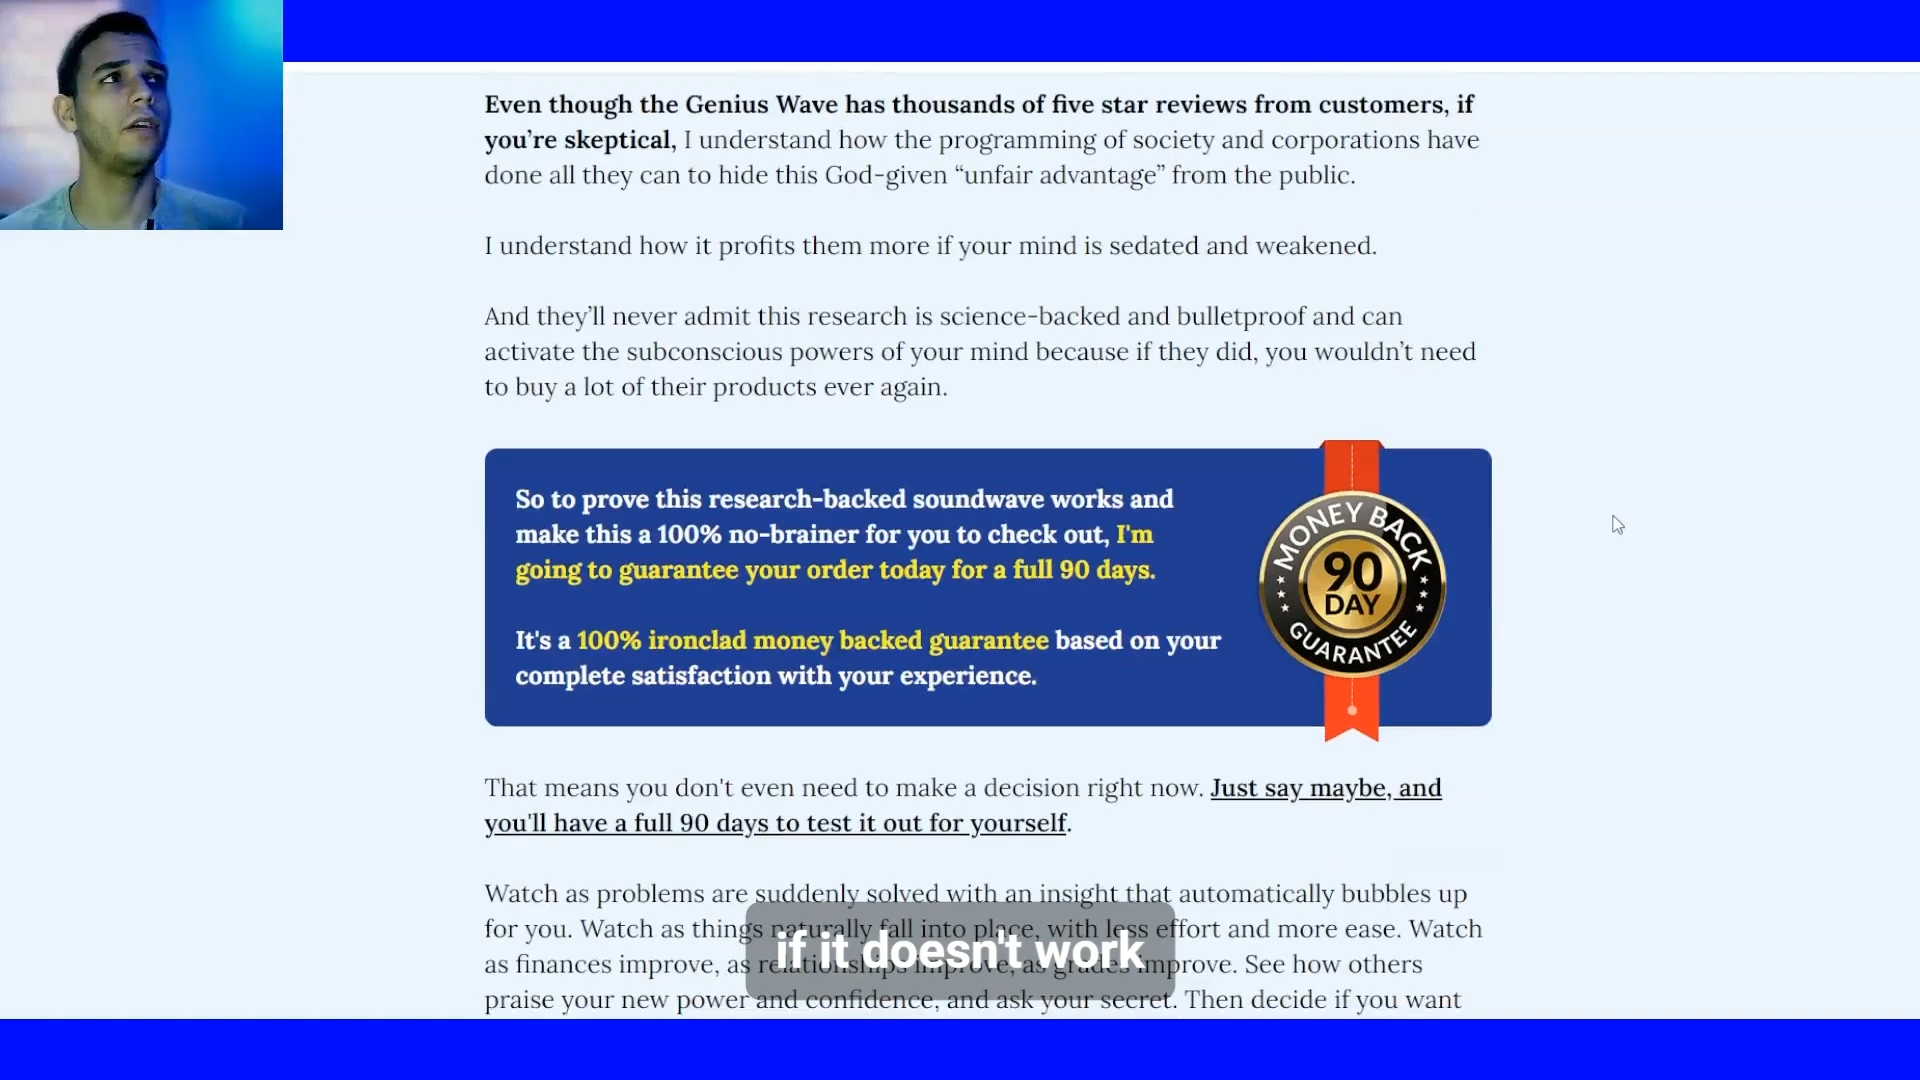 Even though the Genius Wave has thousands of five star reviews from customers, if
you’re skeptical, I understand how the programming of society and corporations have
done all they can to hide this God-given “unfair advantage” from the public.
I understand how it profits them more if your mind is sedated and weakened.
And they’ll never admit this research is science-backed and bulletproof and can
activate the subconscious powers of your mind because if they did, you wouldn’t need
to buy a lot of their products ever again.
So to prove this research-backed soundwave works and
make this a 100% no-brainer for you to check out, I'm
going to guarantee your order today for a full 90 days.
It's a 100% ironclad money backed guarantee based on your
complete satisfaction with your experience.
MONEY BACK
90
DAY
GUARANTEE
That means you don't even need to make a decision right now. Just say maybe, and
you'll have a full 90 days to test it out for yourself.
Watch as problems are suddenly solved with an insight that automatically bubbles up
for you. Watch as things naturally fall into place, with less effort and more ease. Watch
as finances improve, as relationships improve, as grades improve. See how others
praise your new power and confidence, and ask your secret. Then decide if you want
if it doesn't work